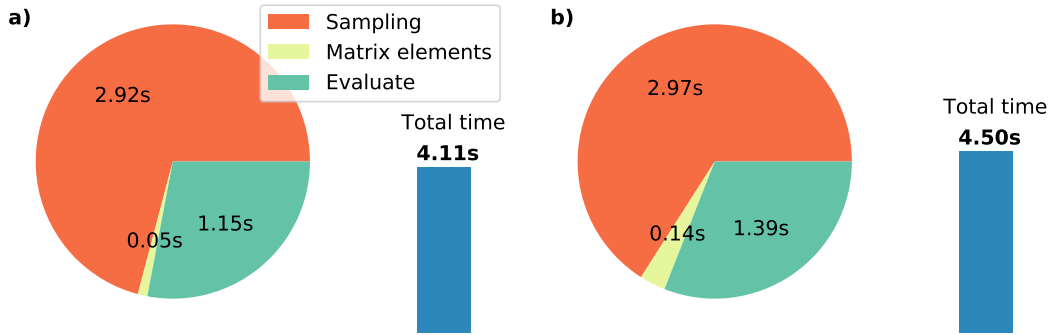 a)
Sampling
Matrix elements
Evaluate
2.92s
0.05s
1.15s
Total time
4.11s
b)
2.97s
0.14s
1.39s
Total time
4.50s